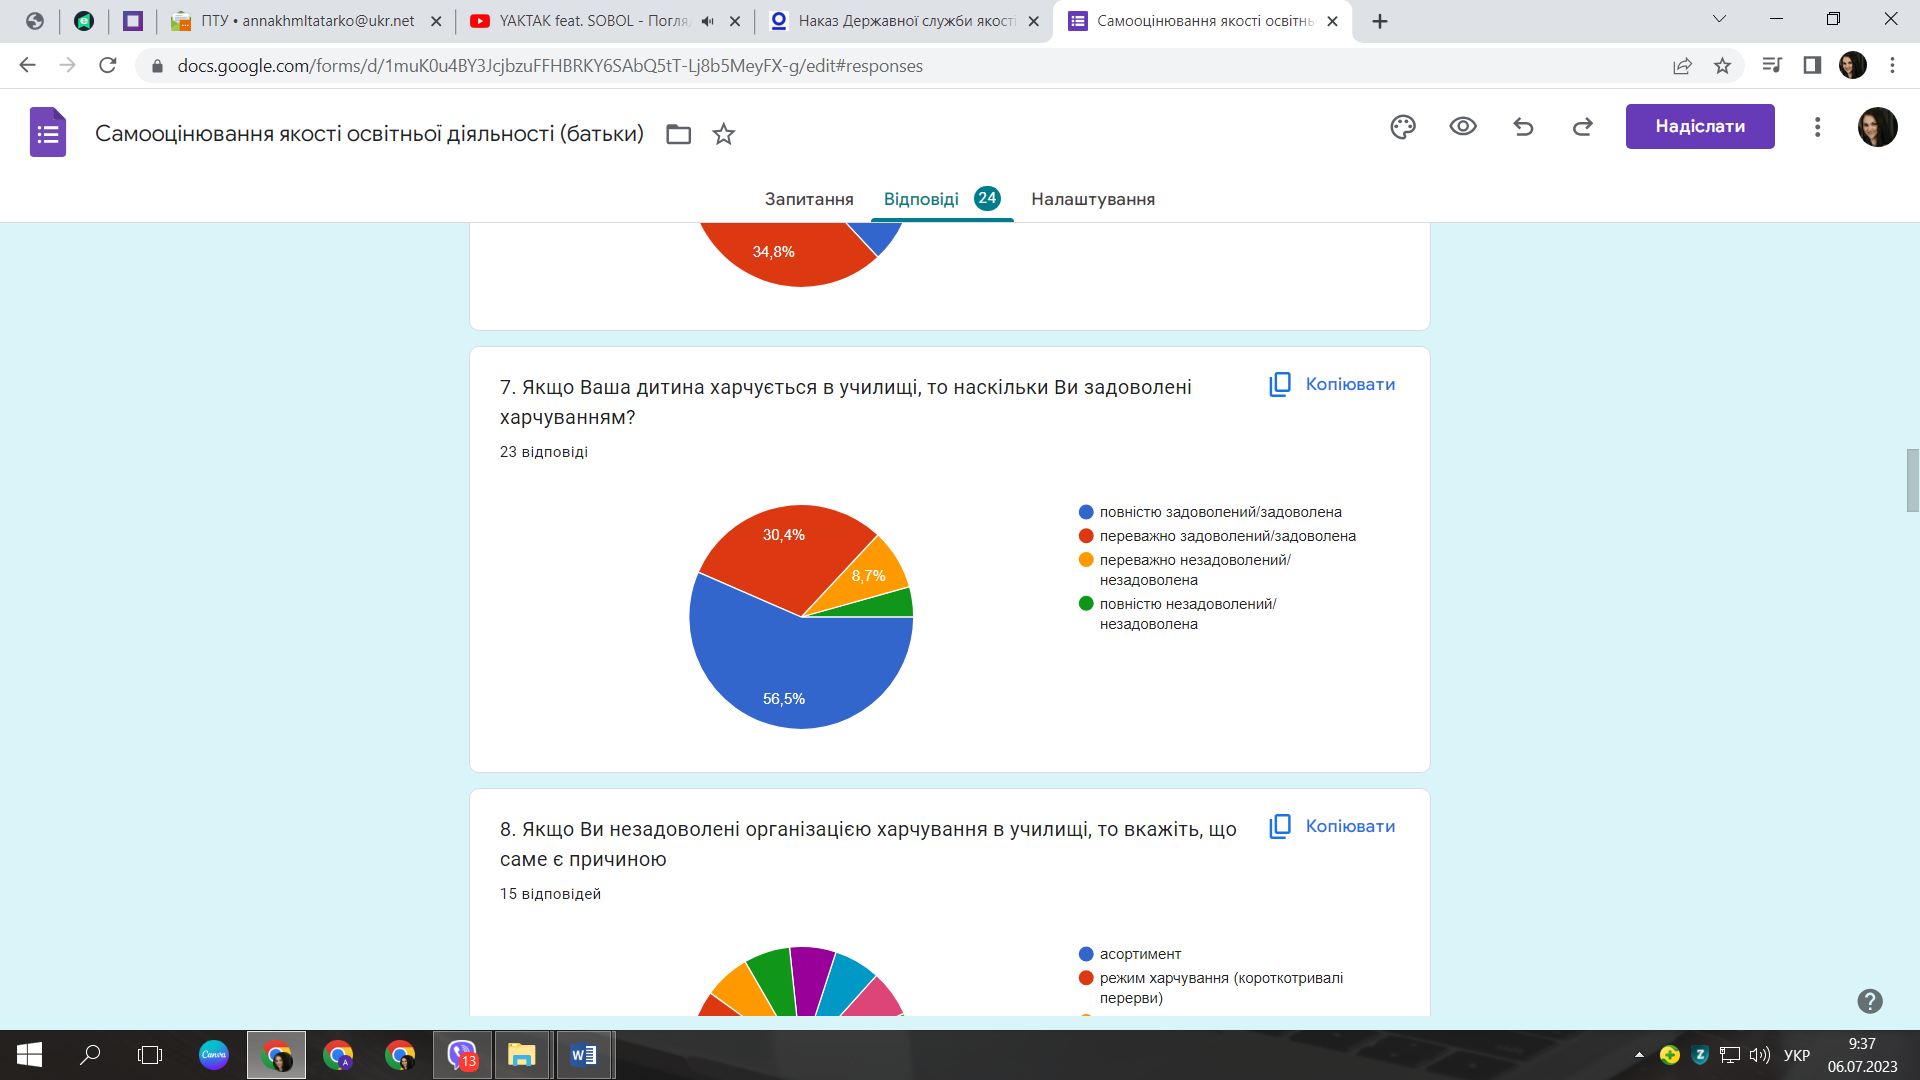 ПТУ • annakhmltatarko@ukr.net
YAKTAK feat. SOBOL - Погля
Наказ Державної служби якості
Самооцінювання якості освітнь
docs.google.com/forms/d/1muK0u4BY3JcjbzuFFHBRKY6SAbQ5tT-Lj8b5MeyFX-g/edit#responses
Самооцінювання якості освітньої діяльності (батьки)
Надіслати
Запитання Відповіді 24 Налаштування
34,8%
7. Якщо Ваша дитина харчується в училищі, то наскільки Ви задоволені
харчуванням?
Копіювати
23 відповіді
30,4%
8,7%
56,5%
повністю задоволений/задоволена
переважно задоволений/задоволена
переважно незадоволений/
незадоволена
повністю незадоволений/
незадоволена
8. Якщо Ви незадоволені організацією харчування в училищі, то вкажіть, що
саме є причиною
Копіювати
15 відповідей
асортимент
режим харчування (короткотривалі
перерви)
Canva
A
13
W
Z
УКР
9:37
06.07.2023